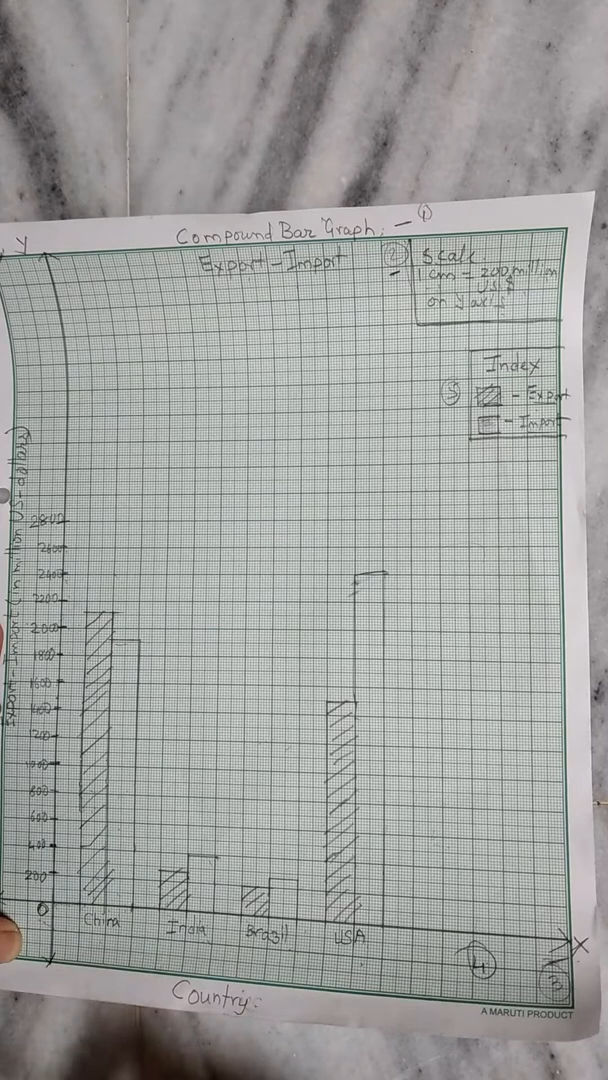 Compound Bar Graph. - ①
Y
Export - Import
② Scale
1 cm = 200 million
US $
on Y axis
Index
⑤ - Export
- Import
Export-Import (in million US-dollars)
2800
2600
2400
2200
2000
1800
1600
1400
1200
1000
800
600
400
200
0
China India Brazil USA
X
④
③
Country:
A MARUTI PRODUCT